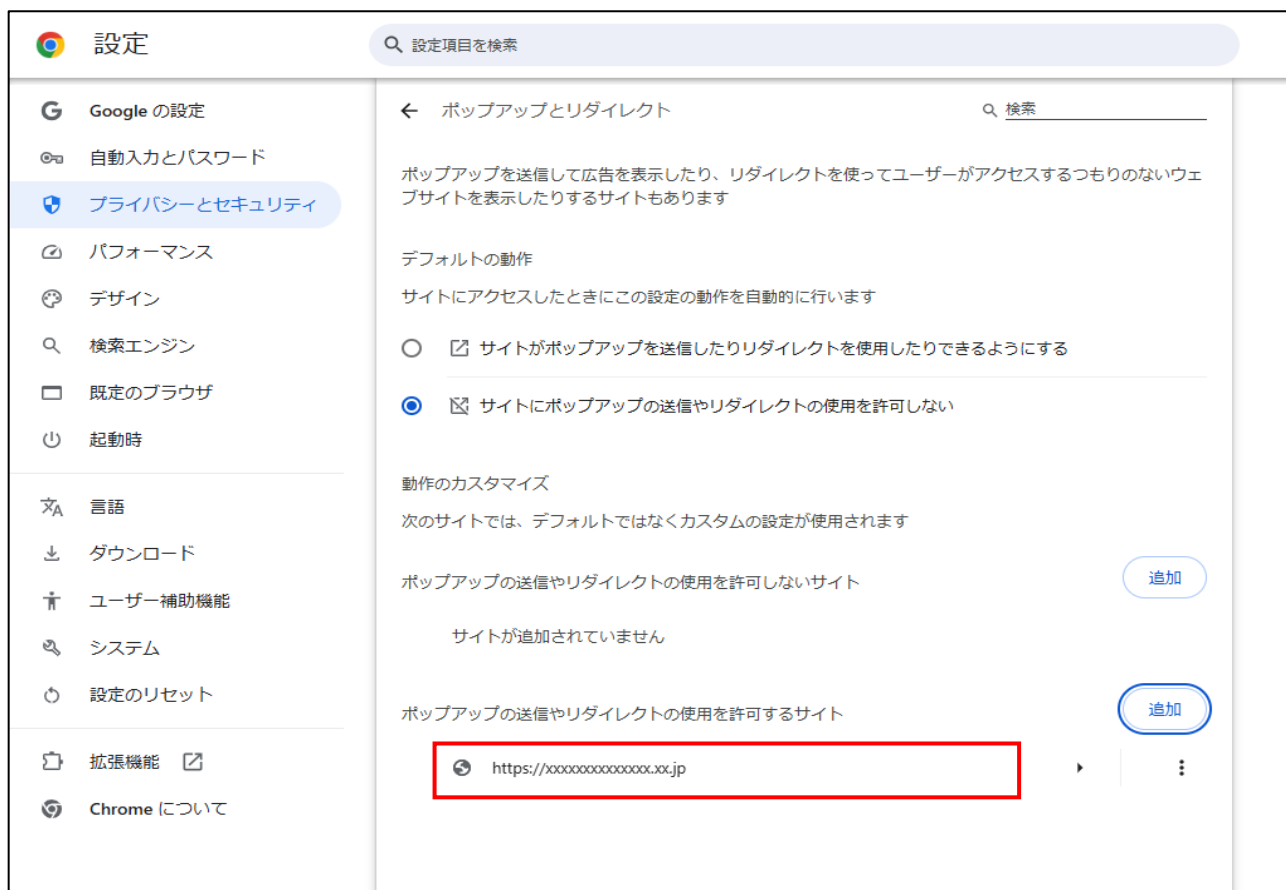 設定
設定項目を検索
Google の設定
自動入力とパスワード
プライバシーとセキュリティ
パフォーマンス
デザイン
検索エンジン
既定のブラウザ
起動時
言語
ダウンロード
ユーザー補助機能
システム
設定のリセット
拡張機能
Chrome について
ポップアップとリダイレクト
検索
ポップアップを送信して広告を表示したり、リダイレクトを使ってユーザーがアクセスするつもりのないウェ
ブサイトを表示したりするサイトもあります
デフォルトの動作
サイトにアクセスしたときにこの設定の動作を自動的に行います
サイトがポップアップを送信したりリダイレクトを使用したりできるようにする
サイトにポップアップの送信やリダイレクトの使用を許可しない
動作のカスタマイズ
次のサイトでは、デフォルトではなくカスタムの設定が使用されます
ポップアップの送信やリダイレクトの使用を許可しないサイト
追加
サイトが追加されていません
ポップアップの送信やリダイレクトの使用を許可するサイト
追加
https://xxxxxxxxxxxxxx.xx.jp